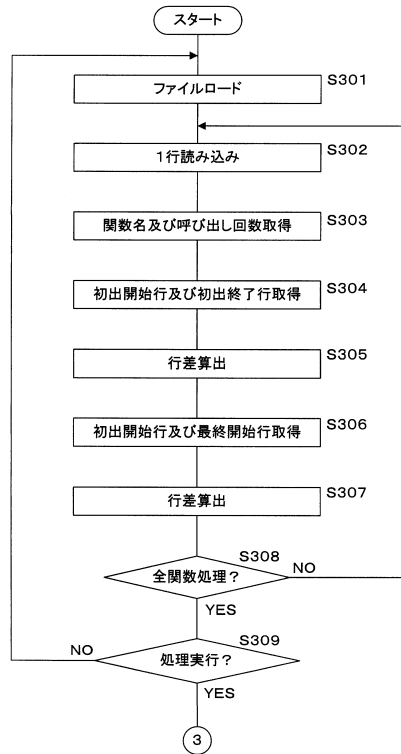 スタート
ファイルロード
S301
1行読み込み
S302
関数名及び呼び出し回数取得
S303
初出開始行及び初出終了行取得
S304
行差算出
S305
初出開始行及び最終開始行取得
S306
行差算出
S307
全関数処理？
S308
NO
YES
処理実行？
S309
NO
YES
3